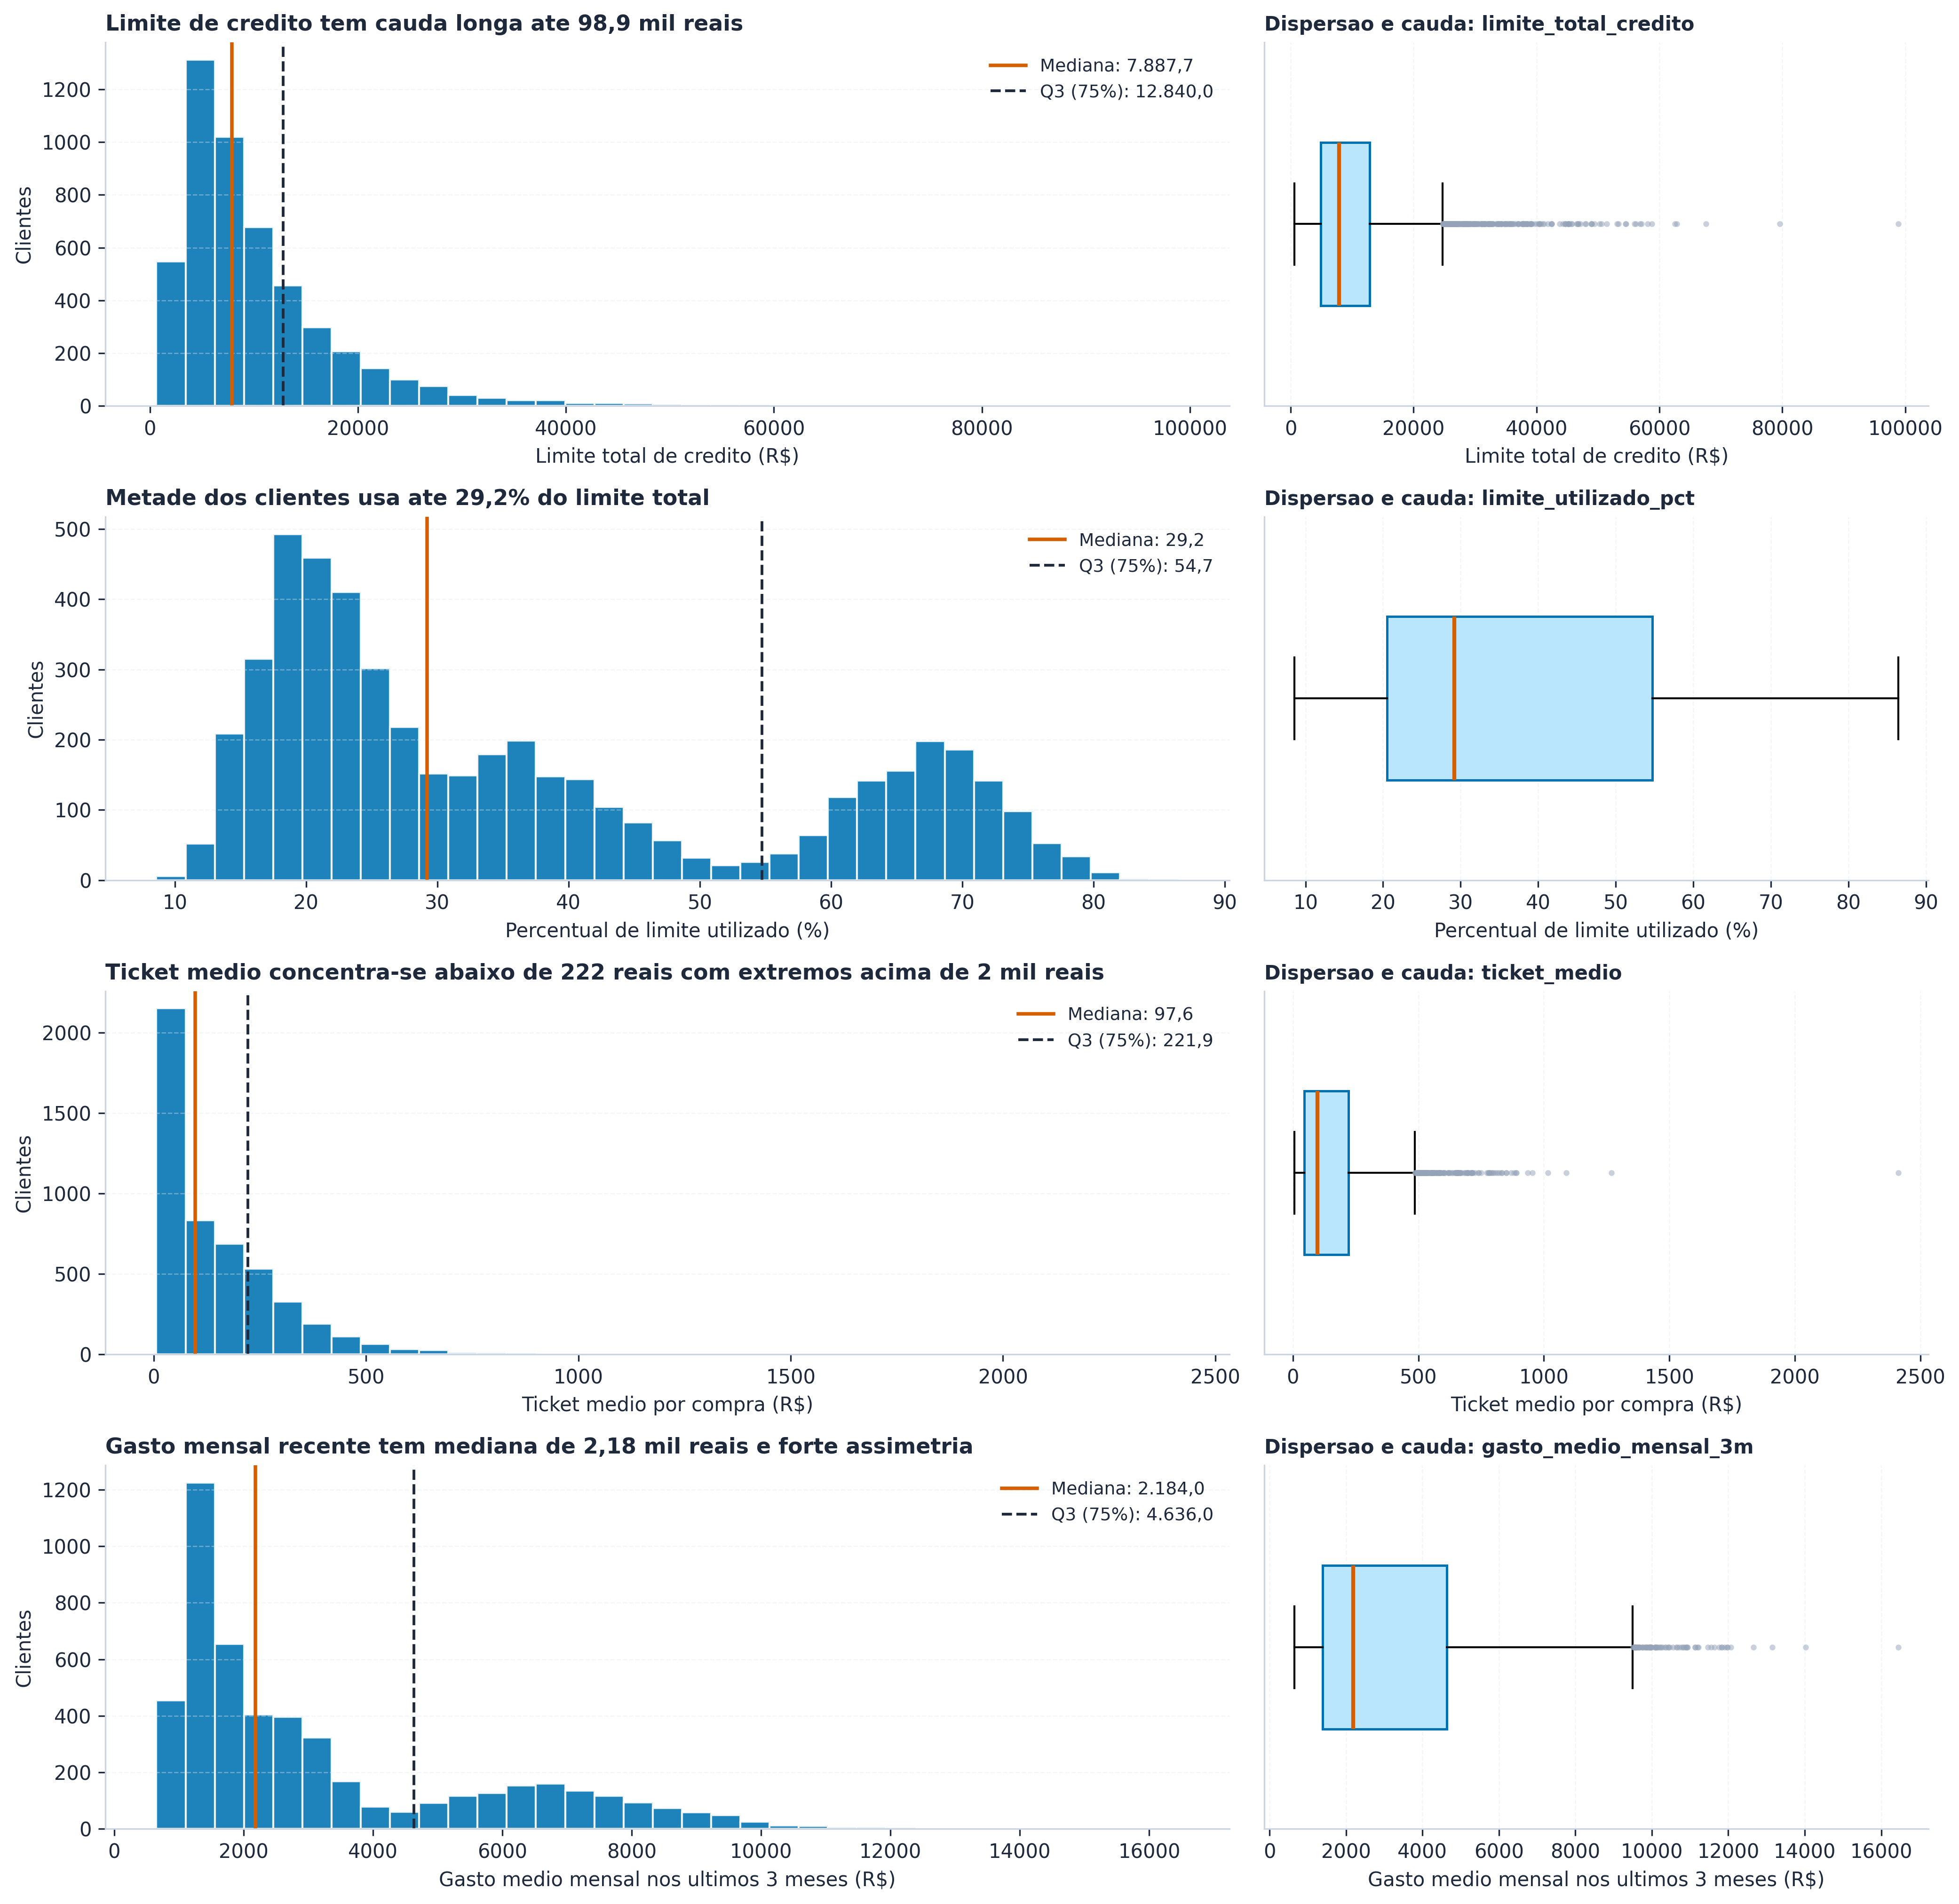 Limite de credito tem cauda longa ate 98,9 mil reais
Mediana: 7.887,7
Q3 (75%): 12.840,0
Clientes
1200
1000
800
600
400
200
0
0 20000 40000 60000 80000 100000
Limite total de credito (R$)
Dispersao e cauda: limite_total_credito
0 20000 40000 60000 80000 100000
Limite total de credito (R$)
Metade dos clientes usa ate 29,2% do limite total
Mediana: 29,2
Q3 (75%): 54,7
Clientes
500
400
300
200
100
0
10 20 30 40 50 60 70 80 90
Percentual de limite utilizado (%)
Dispersao e cauda: limite_utilizado_pct
10 20 30 40 50 60 70 80 90
Percentual de limite utilizado (%)
Ticket medio concentra-se abaixo de 222 reais com extremos acima de 2 mil reais
Mediana: 97,6
Q3 (75%): 221,9
Clientes
2000
1500
1000
500
0
0 500 1000 1500 2000 2500
Ticket medio por compra (R$)
Dispersao e cauda: ticket_medio
0 500 1000 1500 2000 2500
Ticket medio por compra (R$)
Gasto mensal recente tem mediana de 2,18 mil reais e forte assimetria
Mediana: 2.184,0
Q3 (75%): 4.636,0
Clientes
1200
1000
800
600
400
200
0
0 2000 4000 6000 8000 10000 12000 14000 16000
Gasto medio mensal nos ultimos 3 meses (R$)
Dispersao e cauda: gasto_medio_mensal_3m
0 2000 4000 6000 8000 10000 12000 14000 16000
Gasto medio mensal nos ultimos 3 meses (R$)